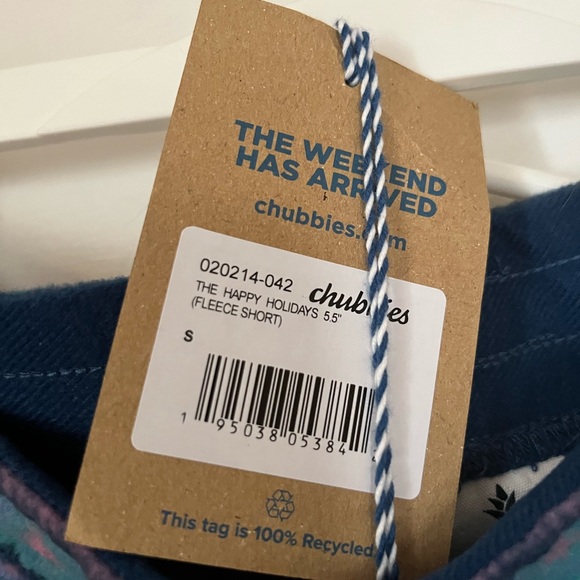 THE WEEKEND
HAS ARRIVED
chubbies.com
020214-042 chubbies
THE HAPPY HOLIDAYS 5.5"
(FLEECE SHORT)
S
1 95038 05384
This tag is 100% Recycled